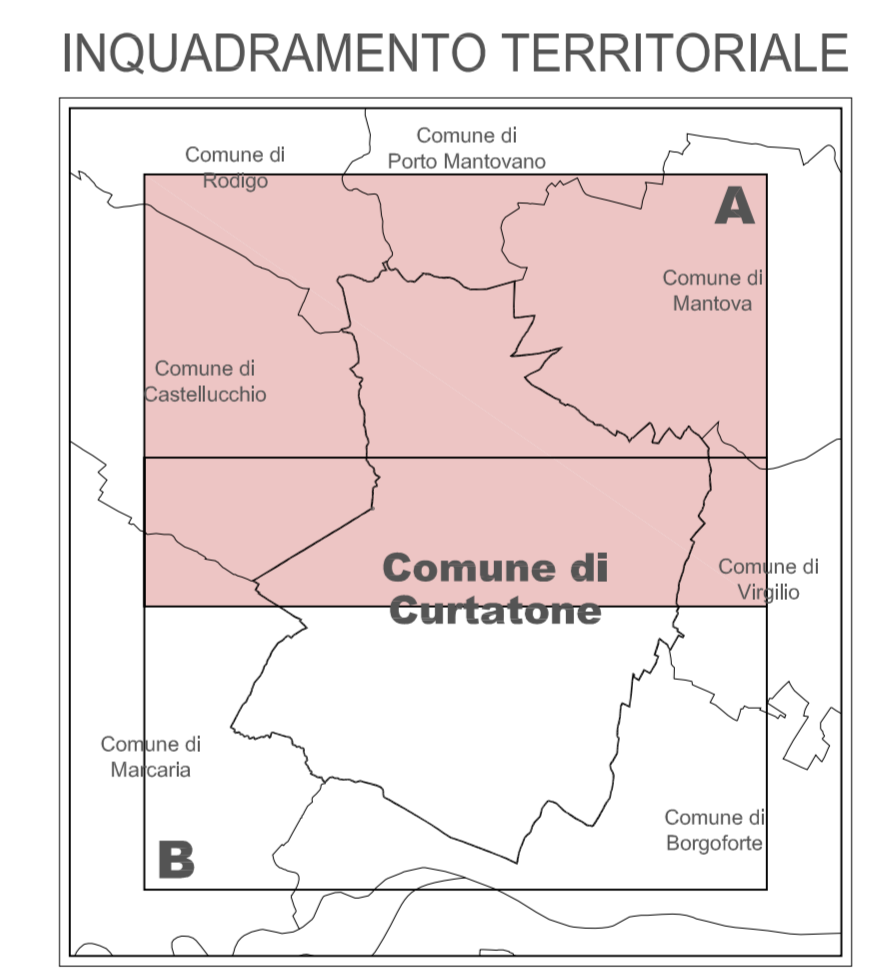 INQUADRAMENTO TERRITORIALE
Comune di
Porto Mantovano
Comune di
Rodigo
A
Comune di
Mantova
Comune di
Castellucchio
Comune di
Curtatone
Comune di
Virgilio
Comune di
Marcaria
Comune di
Borgoforte
B